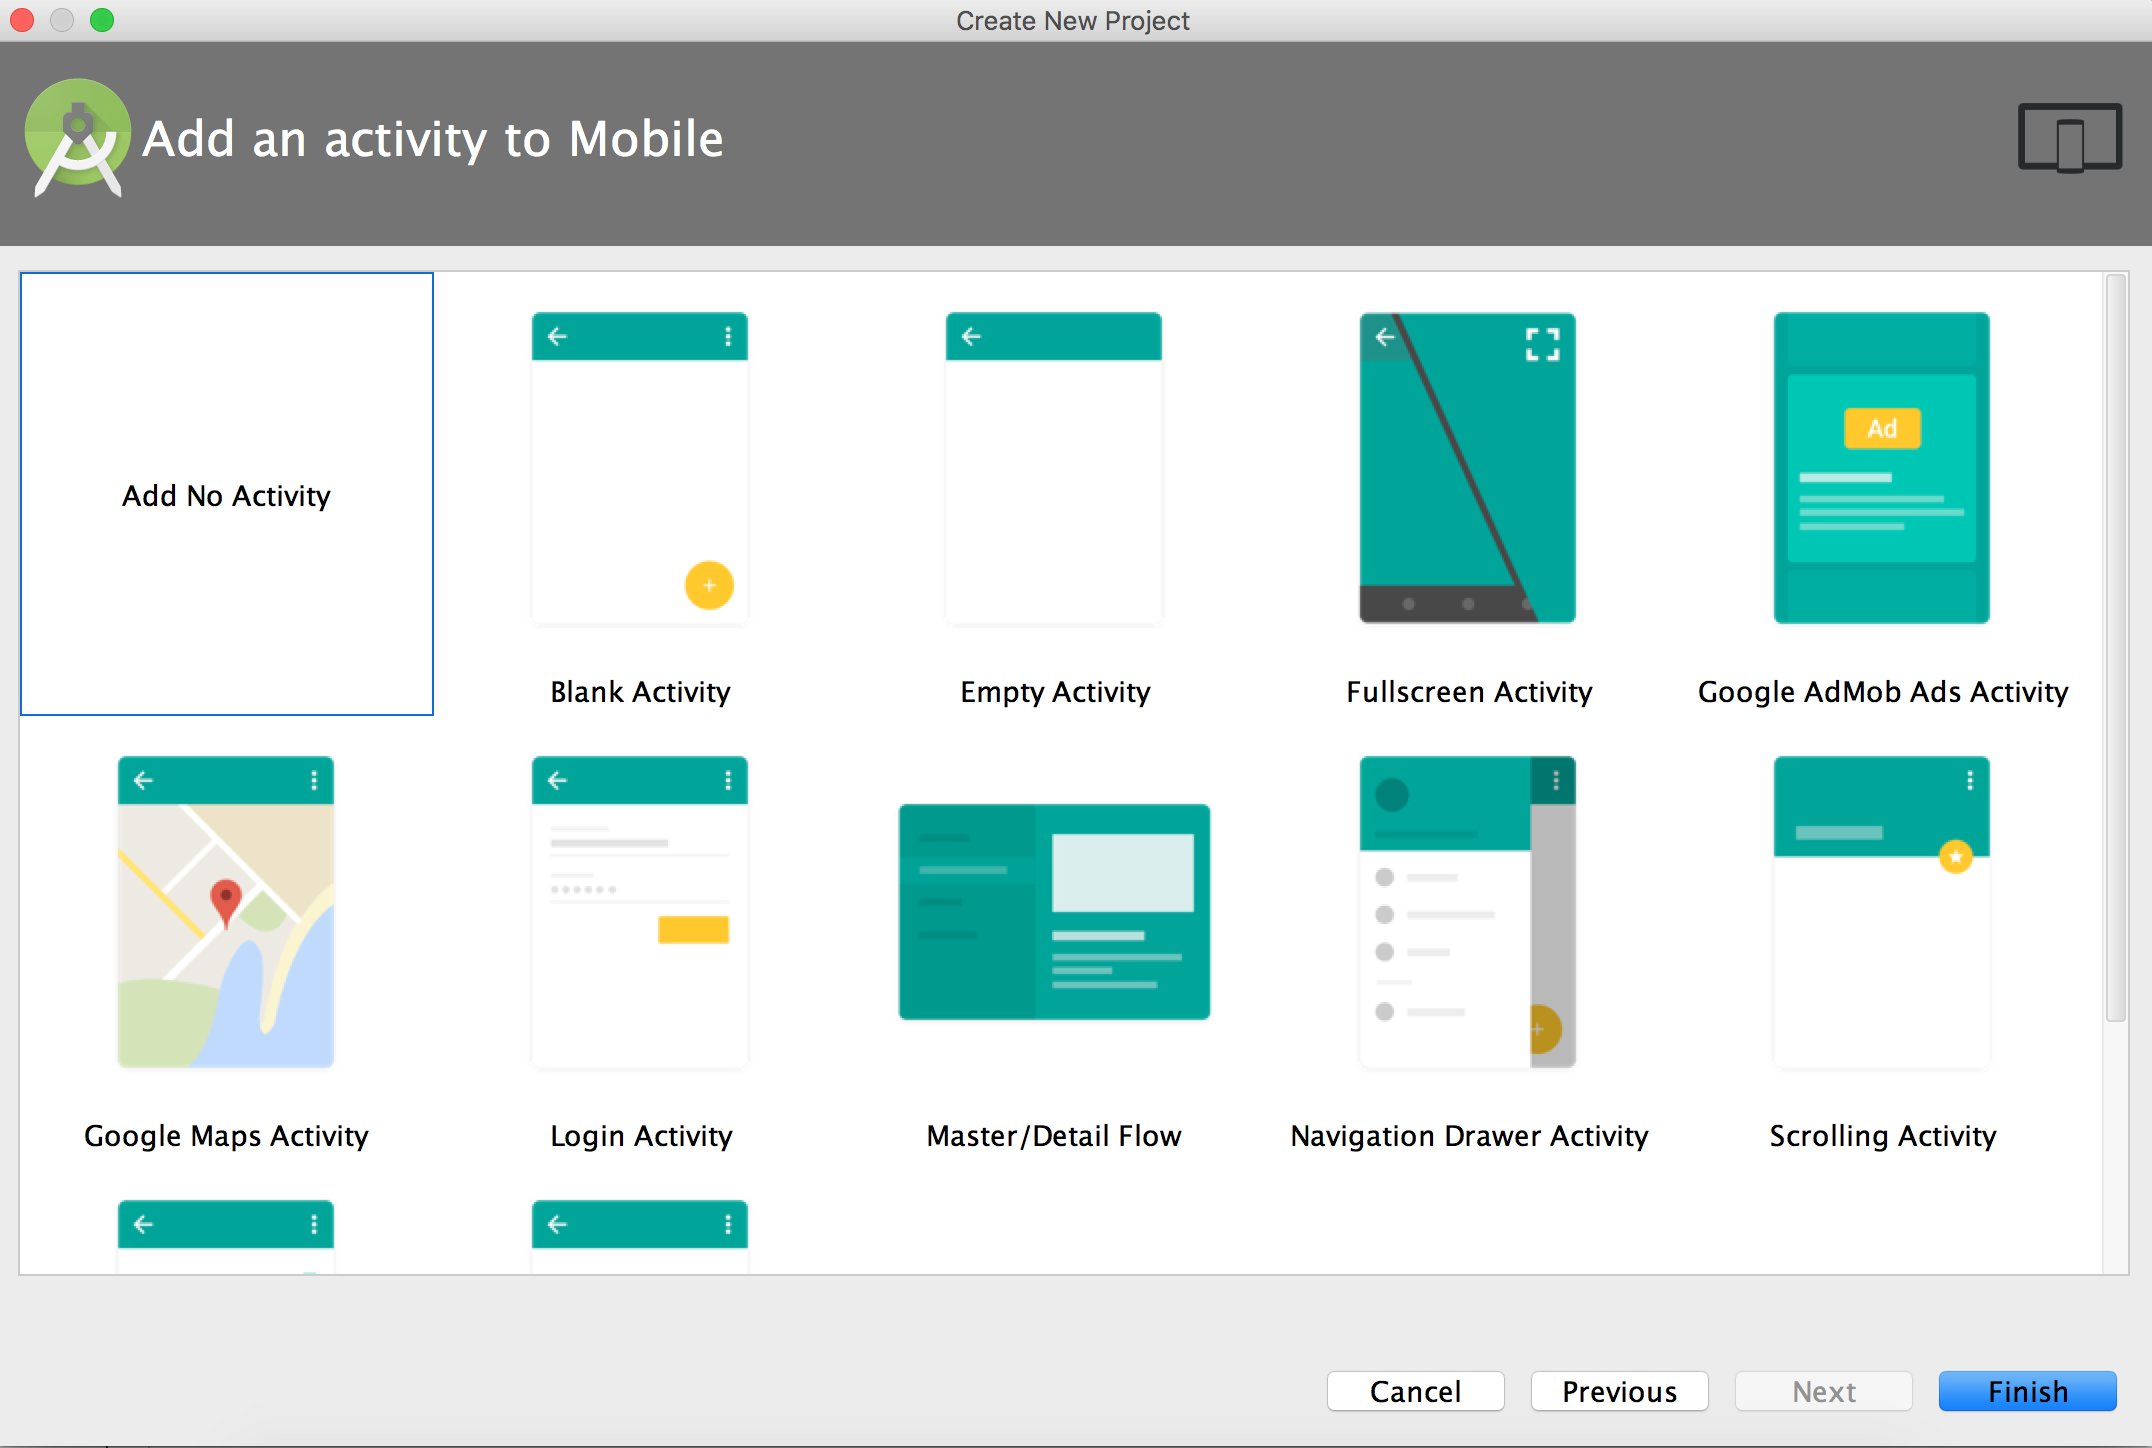 Create New Project
Add an activity to Mobile
Add No Activity
Ad
Blank Activity
Empty Activity
Fullscreen Activity
Google AdMob Ads Activity
Google Maps Activity
Login Activity
Master/Detail Flow
Navigation Drawer Activity
Scrolling Activity
Cancel
Previous
Next
Finish